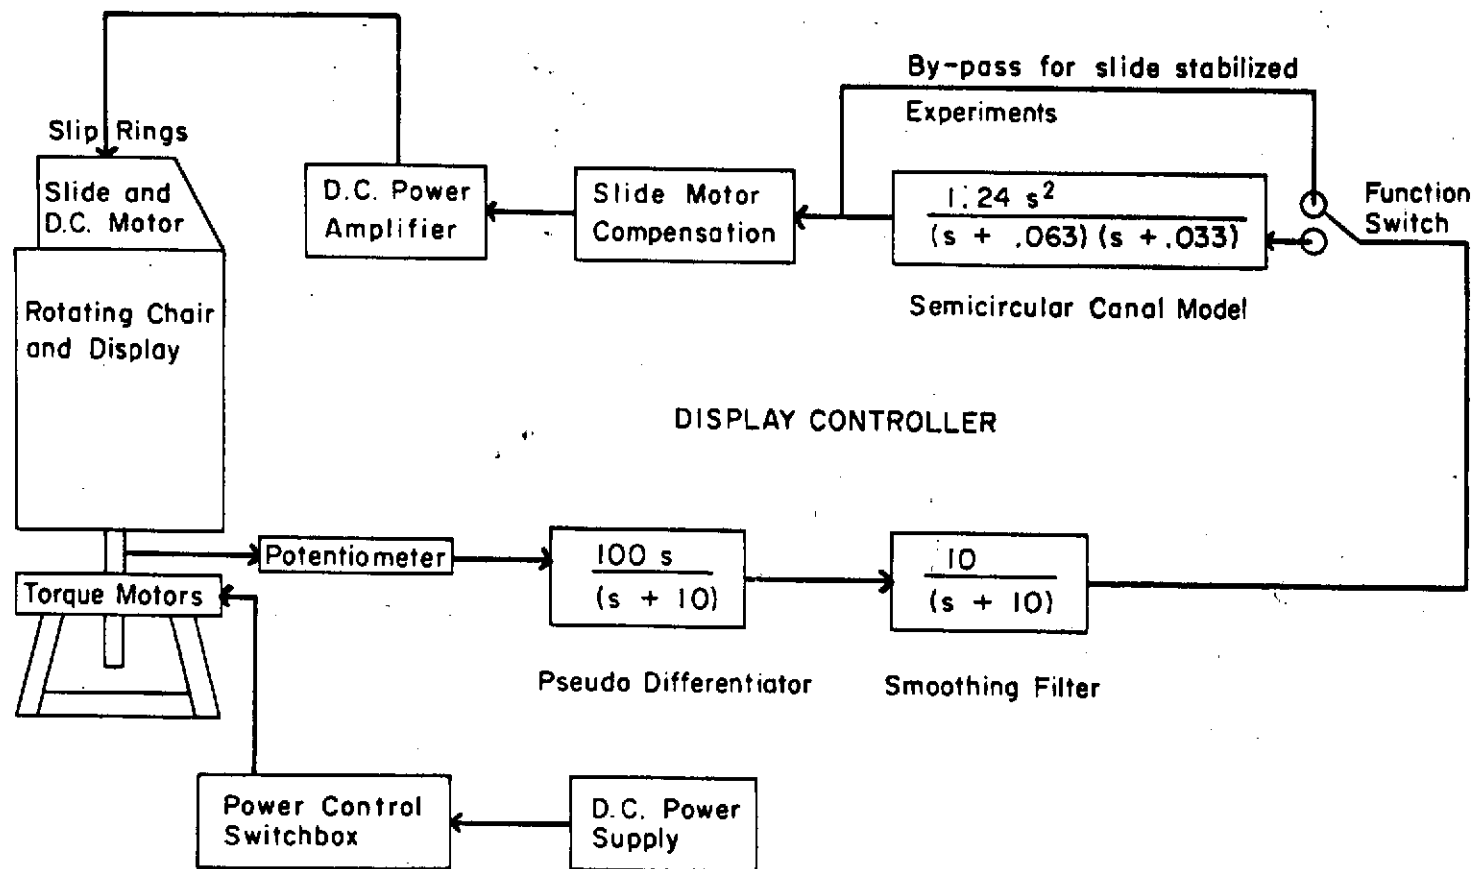 By-pass for slide stabilized
Experiments
Slip Rings
Slide and
D.C. Motor
D.C. Power
Amplifier
Slide Motor
Compensation
1.24 s²
(s + .063) (s + .033)
Function
Switch
Semicircular Canal Model
Rotating Chair
and Display
DISPLAY CONTROLLER
Potentiometer
100 s
(s + 10)
10
(s + 10)
Torque Motors
Pseudo Differentiator
Smoothing Filter
Power Control
Switchbox
D.C. Power
Supply